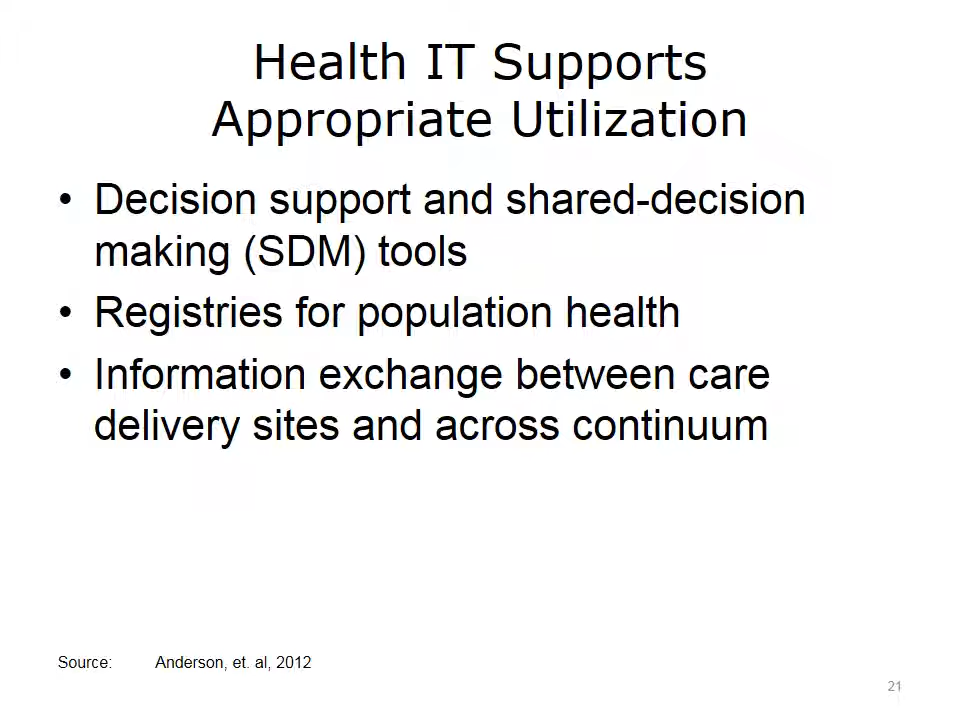 Health IT Supports
Appropriate Utilization
• Decision support and shared-decision
making (SDM) tools
• Registries for population health
• Information exchange between care
delivery sites and across continuum
Source: Anderson, et. al, 2012
21